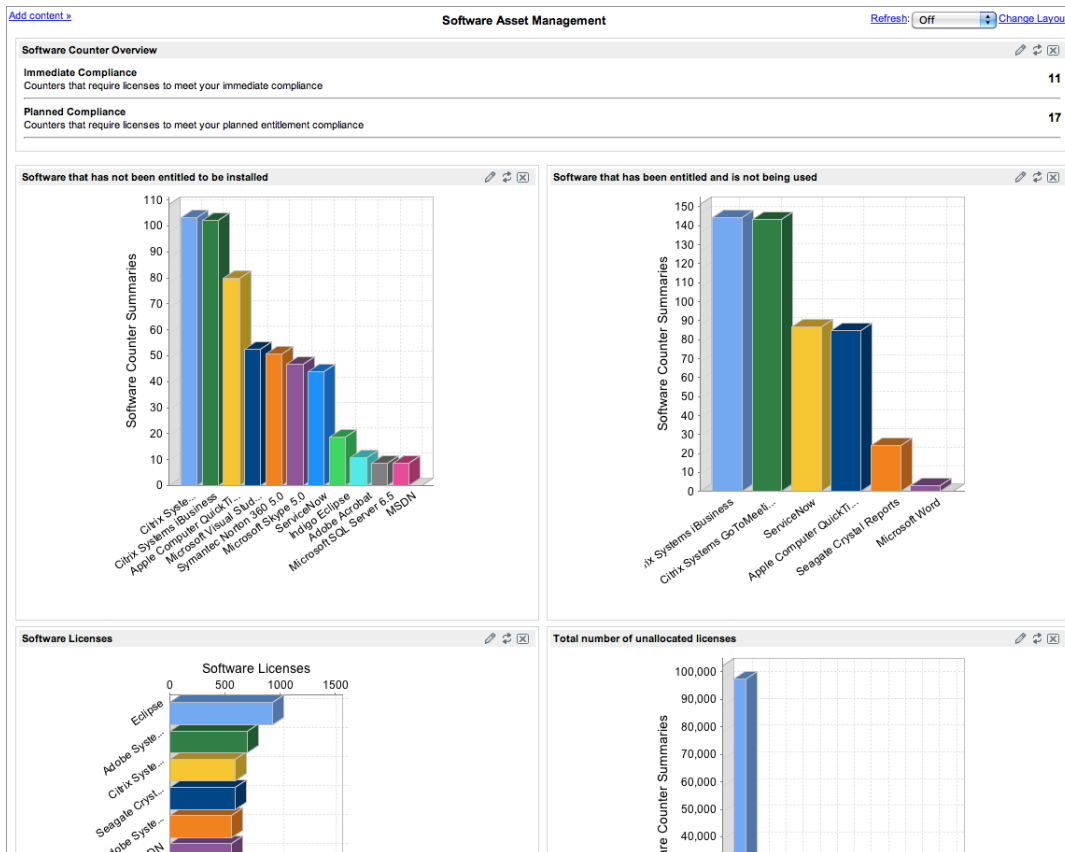 Add content »
Software Asset Management
Refresh: Off
Change Layou
Software Counter Overview
Immediate Compliance
Counters that require licenses to meet your immediate compliance
11
Planned Compliance
Counters that require licenses to meet your planned entitlement compliance
17
Software that has not been entitled to be installed
110
100
90
80
70
60
50
40
30
20
10
0
Software Counter Summaries
Citrix Syste...
Citrix Systems iBusiness
Apple Computer QuickTi...
Microsoft Visual Stud...
Symantec Norton 360 5.0
Microsoft Skype 5.0
ServiceNow
Indigo Eclipse
Adobe Acrobat
Microsoft SQL Server 6.5
MSDN
Software that has been entitled and is not being used
150
140
130
120
110
100
90
80
70
60
50
40
30
20
10
0
Software Counter Summaries
ix Systems iBusiness
Citrix Systems GoToMeeti...
ServiceNow
Apple Computer QuickTi...
Seagate Crystal Reports
Microsoft Word
Software Licenses
Software Licenses
0 500 1000 1500
Eclipse
Adobe Syste...
Citrix Syste...
Seagate Cryst...
dobe Syste...
DN
Total number of unallocated licenses
100,000
90,000
80,000
70,000
60,000
50,000
40,000
re Counter Summaries